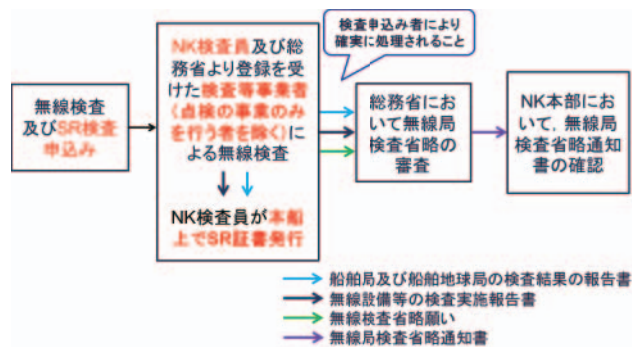 無線検査
及びSR検査
申込み
NK検査員及び総
務省より登録を受
けた検査等事業者
(点検の事業のみ
を行う者を除く)に
よる無線検査
NK検査員が本船
上でSR証書発行
検査申込み者により
確実に処理されること
総務省にお
いて無線局
検査省略の
審査
NK本部にお
いて,無線局
検査省略通知
書の確認
船舶局及び船舶地球局の検査結果の報告書
無線設備等の検査実施報告書
無線検査省略願い
無線局検査省略通知書